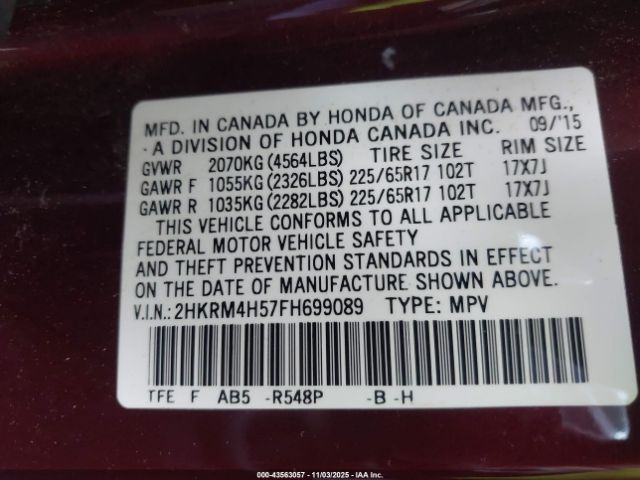 MFD. IN CANADA BY HONDA OF CANADA MFG.,
A DIVISION OF HONDA CANADA INC. 09/'15
GVWR 2070KG(4564LBS) TIRE SIZE RIM SIZE
GAWR F 1055KG(2326LBS) 225/65R17 102T 17X7J
GAWR R 1035KG(2282LBS) 225/65R17 102T 17X7J
THIS VEHICLE CONFORMS TO ALL APPLICABLE
FEDERAL MOTOR VEHICLE SAFETY
AND THEFT PREVENTION STANDARDS IN EFFECT
ON THE DATE OF MANUFACTURE SHOWN ABOVE.
V.I.N.: 2HKRM4H57FH699089 TYPE: MPV
TFE F AB5 -R548P -B -H
000-43563057 - 11/03/2025 - IAA, Inc.